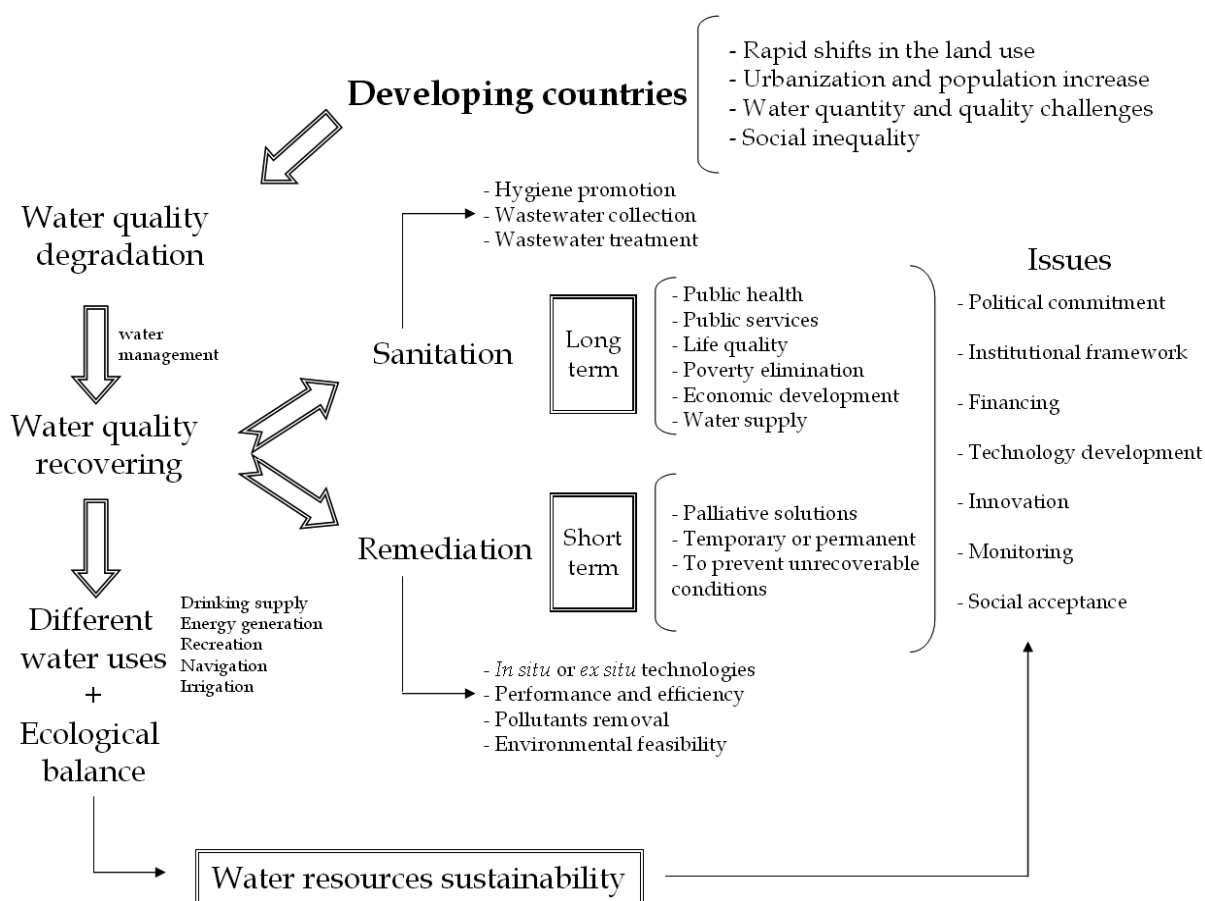 Developing countries
- Rapid shifts in the land use
- Urbanization and population increase
- Water quantity and quality challenges
- Social inequality
Water quality
degradation
water
management
Water quality
recovering
Different
water uses
+
Ecological
balance
Drinking supply
Energy generation
Recreation
Navigation
Irrigation
- Hygiene promotion
- Wastewater collection
- Wastewater treatment
Sanitation
Long
term
- Public health
- Public services
- Life quality
- Poverty elimination
- Economic development
- Water supply
Remediation
Short
term
- Palliative solutions
- Temporary or permanent
- To prevent unrecoverable
conditions
- In situ or ex situ technologies
- Performance and efficiency
- Pollutants removal
- Environmental feasibility
Issues
- Political commitment
- Institutional framework
- Financing
- Technology development
- Innovation
- Monitoring
- Social acceptance
Water resources sustainability